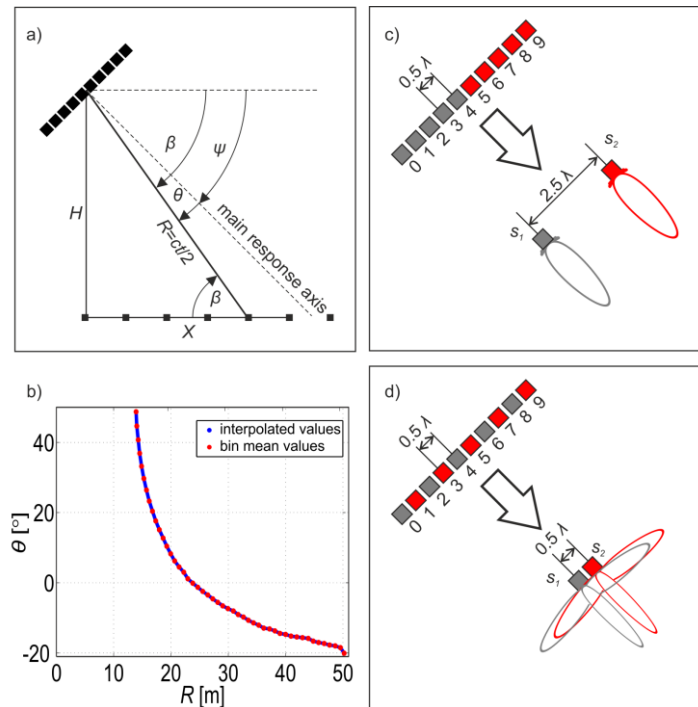 a)
β
ψ
θ
H
R=ct/2
main response axis
β
X
b)
40
20
0
-20
θ [°]
interpolated values
bin mean values
0
10
20
30
40
50
R [m]
c)
0.5 λ
0 1 2 3 4 5 6 7 8 9
s₂
2.5 λ
s₁
d)
0.5 λ
0 1 2 3 4 5 6 7 8 9
0.5 λ
s₂
s₁